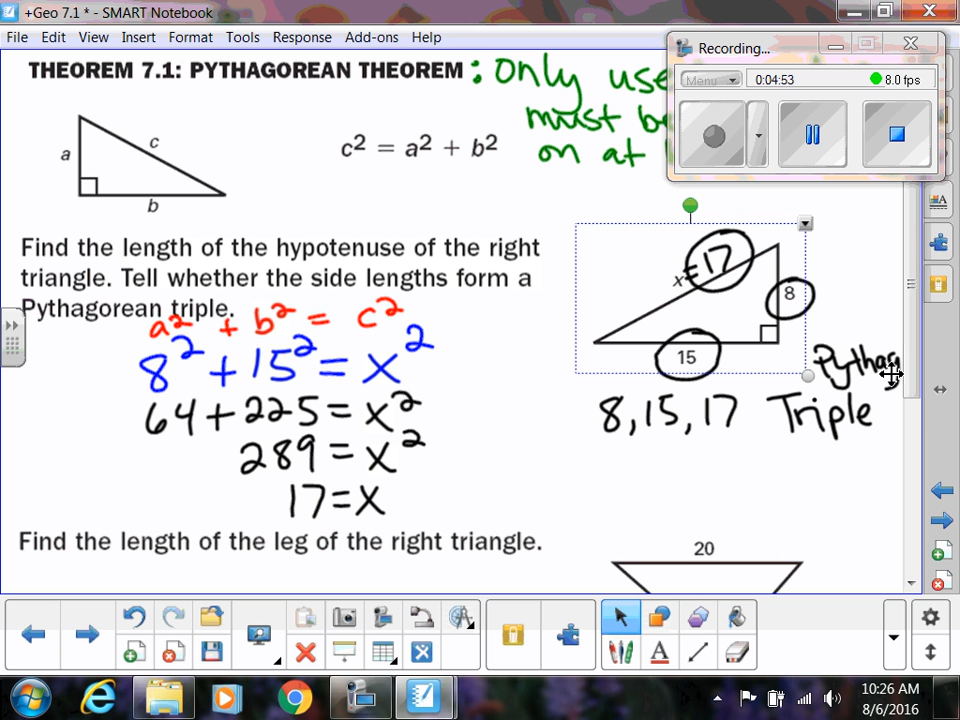 +Geo 7.1 * - SMART Notebook
File Edit View Insert Format Tools Response Add-ons Help
Recording...
Menu 0:04:53 8.0 fps
THEOREM 7.1: PYTHAGOREAN THEOREM : Only use
must be
on at
a
c
b
c² = a² + b²
Find the length of the hypotenuse of the right
triangle. Tell whether the side lengths form a
Pythagorean triple.
x=17
8
15
a² + b² = c²
8² + 15² = x²
64 + 225 = x²
289 = x²
17 = x
Pythag
8, 15, 17 Triple
Find the length of the leg of the right triangle.
20
10:26 AM
8/6/2016